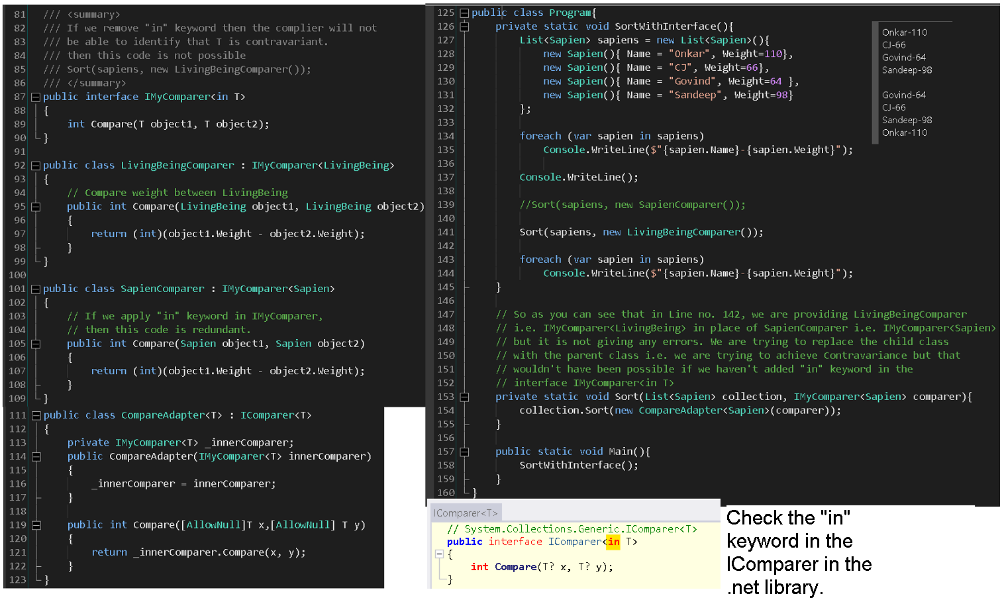 81 /// <summary>
82 /// If we remove "in" keyword then the complier will not
83 /// be able to identify that T is contravariant.
84 /// then this code is not possible
85 /// Sort(sapiens, new LivingBeingComparer());
86 /// </summary>
87 public interface IMyComparer<in T>
88 {
89 int Compare(T object1, T object2);
90 }
91
92 public class LivingBeingComparer : IMyComparer<LivingBeing>
93 {
94 // Compare weight between LivingBeing
95 public int Compare(LivingBeing object1, LivingBeing object2)
96 {
97 return (int)(object1.Weight - object2.Weight);
98 }
99 }
100
101 public class SapienComparer : IMyComparer<Sapien>
102 {
103 // If we apply "in" keyword in IMyComparer,
104 // then this code is redundant.
105 public int Compare(Sapien object1, Sapien object2)
106 {
107 return (int)(object1.Weight - object2.Weight);
108 }
109 }
111 public class CompareAdapter<T> : IComparer<T>
112 {
113 private IMyComparer<T> _innerComparer;
114 public CompareAdapter(IMyComparer<T> innerComparer)
115 {
116 _innerComparer = innerComparer;
117 }
118
119 public int Compare([AllowNull]T x,[AllowNull] T y)
120 {
121 return _innerComparer.Compare(x, y);
122 }
123 }
125 public class Program{
126 private static void SortWithInterface(){
127 List<Sapien> sapiens = new List<Sapien>(){
128 new Sapien(){ Name = "Onkar", Weight=110},
129 new Sapien(){ Name = "CJ", Weight=66},
130 new Sapien(){ Name = "Govind", Weight=64 },
131 new Sapien(){ Name = "Sandeep", Weight=98}
132 };
133
134 foreach (var sapien in sapiens)
135 Console.WriteLine($"{sapien.Name}-{sapien.Weight}");
136
137 Console.WriteLine();
138
139 //Sort(sapiens, new SapienComparer());
140
141 Sort(sapiens, new LivingBeingComparer());
142
143 foreach (var sapien in sapiens)
144 Console.WriteLine($"{sapien.Name}-{sapien.Weight}");
145 }
146
147 // So as you can see that in Line no. 142, we are providing LivingBeingComparer
148 // i.e. IMyComparer<LivingBeing> in place of SapienComparer i.e. IMyComparer<Sapien>
149 // but it is not giving any errors. We are trying to replace the child class
150 // with the parent class i.e. we are trying to achieve Contravariance but that
151 // wouldn't have been possible if we haven't added "in" keyword in the
152 // interface IMyComparer<in T>
153 private static void Sort(List<Sapien> collection, IMyComparer<Sapien> comparer){
154 collection.Sort(new CompareAdapter<Sapien>(comparer));
155 }
156
157 public static void Main(){
158 SortWithInterface();
159 }
160 }
Onkar-110
CJ-66
Govind-64
Sandeep-98
Govind-64
CJ-66
Sandeep-98
Onkar-110
IComparer<T>
// System.Collections.Generic.IComparer<T>
public interface IComparer<in T>
{
int Compare(T? x, T? y);
}
Check the "in"
keyword in the
IComparer in the
.net library.